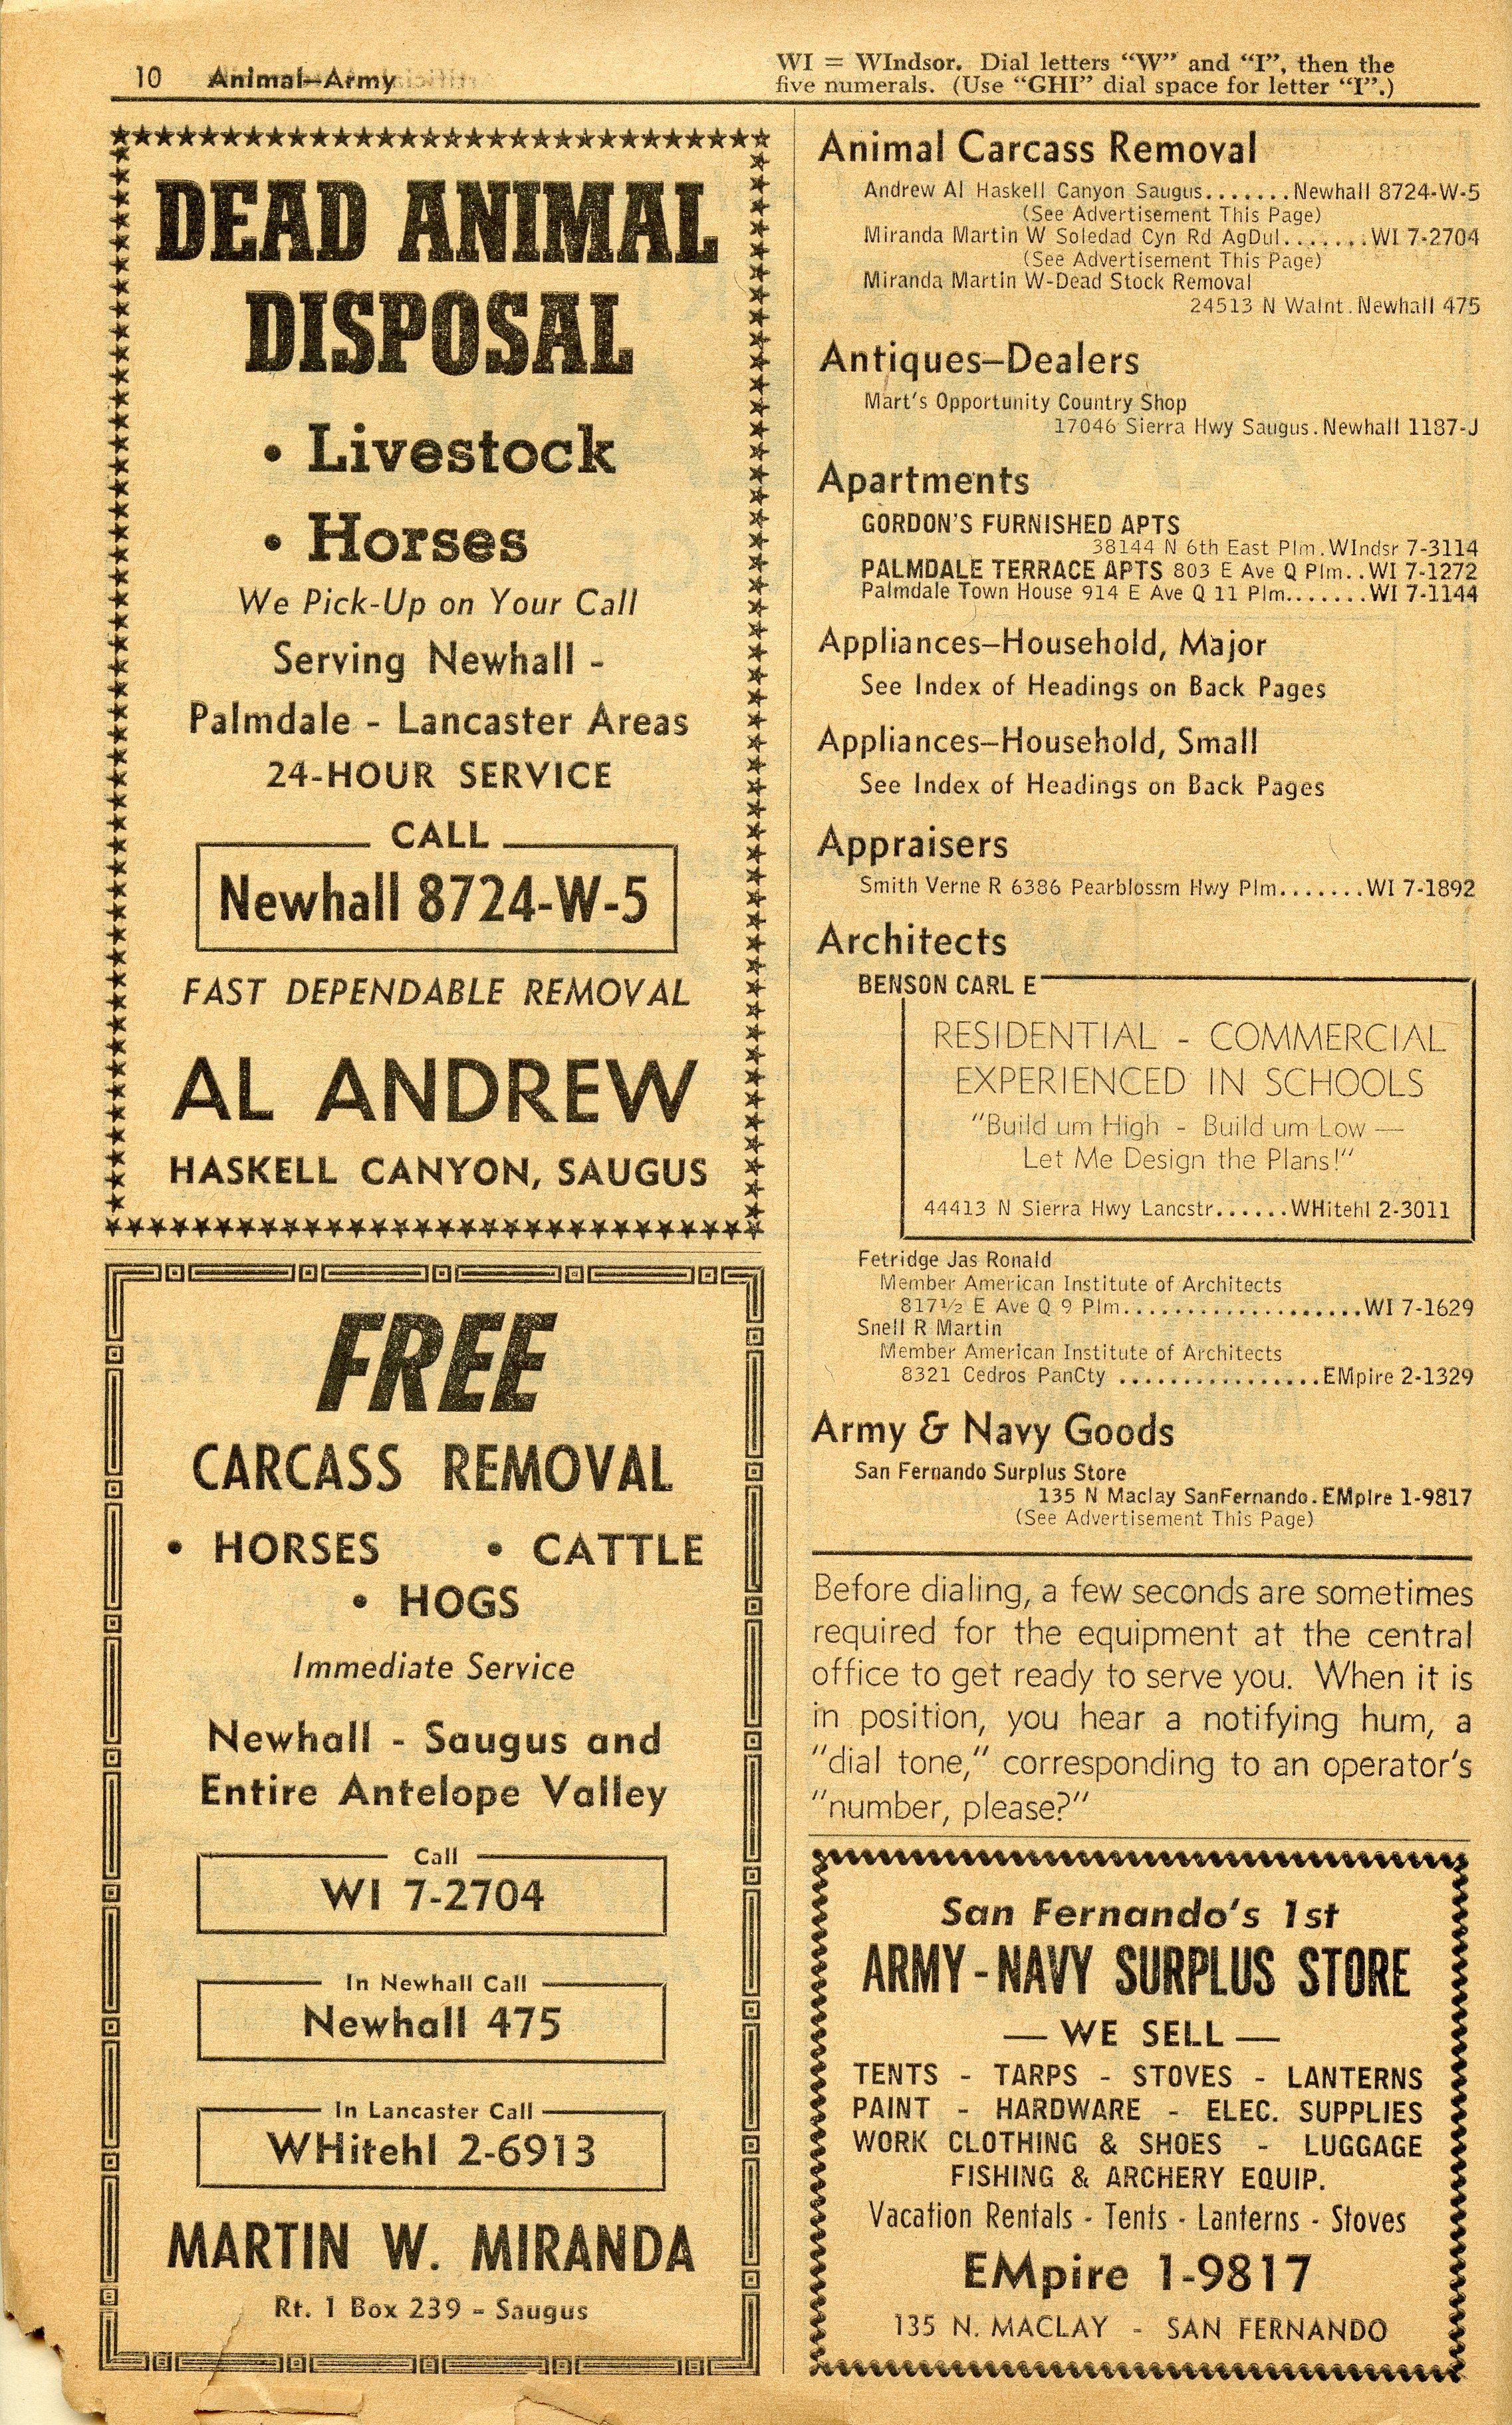 10 Animal—Army
WI = WIndsor. Dial letters “W” and “I”, then the
five numerals. (Use “GHI” dial space for letter “I”.)
DEAD ANIMAL
DISPOSAL
• Livestock
• Horses
We Pick-Up on Your Call
Serving Newhall -
Palmdale - Lancaster Areas
24-HOUR SERVICE
CALL
Newhall 8724-W-5
FAST DEPENDABLE REMOVAL
AL ANDREW
HASKELL CANYON, SAUGUS
FREE
CARCASS REMOVAL
• HORSES • CATTLE
• HOGS
Immediate Service
Newhall - Saugus and
Entire Antelope Valley
Call
WI 7-2704
In Newhall Call
Newhall 475
In Lancaster Call
WHitehl 2-6913
MARTIN W. MIRANDA
Rt. 1 Box 239 - Saugus
Animal Carcass Removal
Andrew Al Haskell Canyon Saugus.......Newhall 8724-W-5
(See Advertisement This Page)
Miranda Martin W Soledad Cyn Rd AgDul.......WI 7-2704
(See Advertisement This Page)
Miranda Martin W-Dead Stock Removal
24513 N Walnt.Newhall 475
Antiques—Dealers
Mart's Opportunity Country Shop
17046 Sierra Hwy Saugus.Newhall 1187-J
Apartments
GORDON'S FURNISHED APTS
38144 N 6th East Plm.WIndsr 7-3114
PALMDALE TERRACE APTS 803 E Ave Q Plm..WI 7-1272
Palmdale Town House 914 E Ave Q 11 Plm.......WI 7-1144
Appliances—Household, Major
See Index of Headings on Back Pages
Appliances—Household, Small
See Index of Headings on Back Pages
Appraisers
Smith Verne R 6386 Pearblossm Hwy Plm.......WI 7-1892
Architects
BENSON CARL E
RESIDENTIAL - COMMERCIAL
EXPERIENCED IN SCHOOLS
"Build um High - Build um Low —
Let Me Design the Plans!"
44413 N Sierra Hwy Lancstr......WHitehl 2-3011
Fetridge Jas Ronald
Member American Institute of Architects
817½ E Ave Q 9 Plm...................WI 7-1629
Snell R Martin
Member American Institute of Architects
8321 Cedros PanCty ................EMpire 2-1329
Army & Navy Goods
San Fernando Surplus Store
135 N Maclay SanFernando.EMpire 1-9817
(See Advertisement This Page)
Before dialing, a few seconds are sometimes
required for the equipment at the central
office to get ready to serve you. When it is
in position, you hear a notifying hum, a
"dial tone," corresponding to an operator's
"number, please?"
San Fernando's 1st
ARMY-NAVY SURPLUS STORE
— WE SELL —
TENTS - TARPS - STOVES - LANTERNS
PAINT - HARDWARE - ELEC. SUPPLIES
WORK CLOTHING & SHOES - LUGGAGE
FISHING & ARCHERY EQUIP.
Vacation Rentals - Tents - Lanterns - Stoves
EMpire 1-9817
135 N. MACLAY - SAN FERNANDO